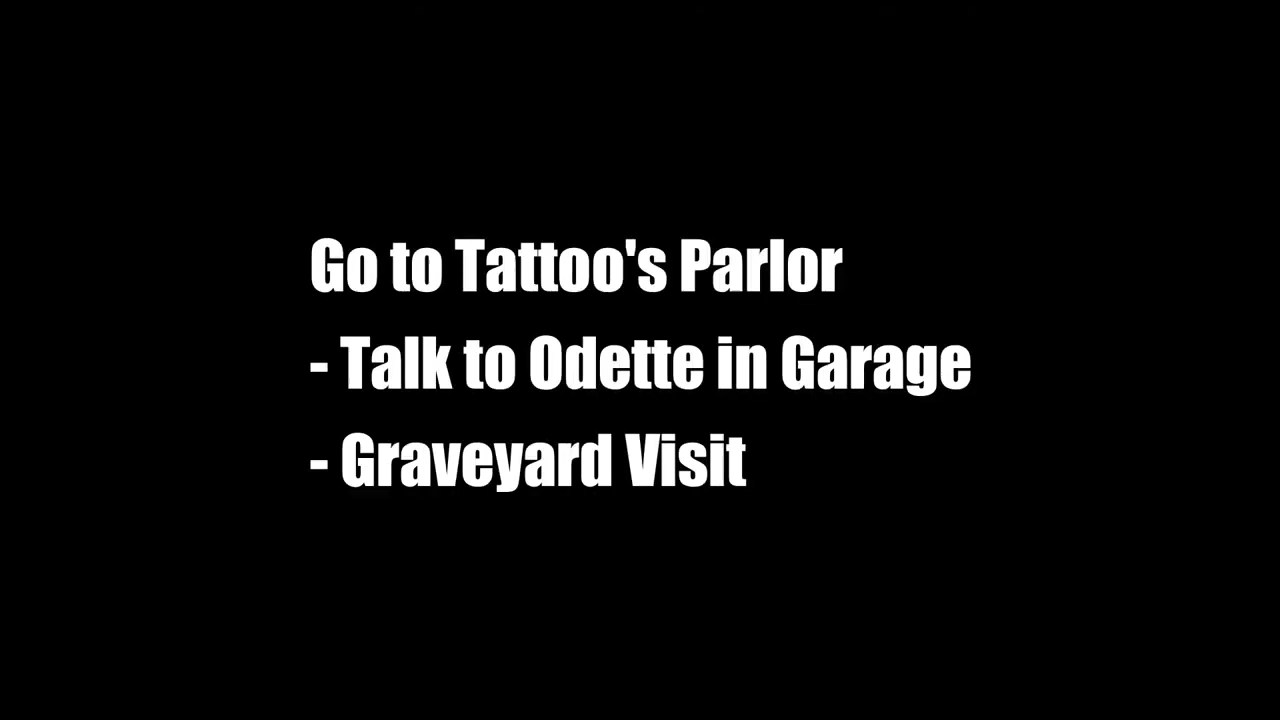 Go to Tattoo's Parlor
- Talk to Odette in Garage
- Graveyard Visit